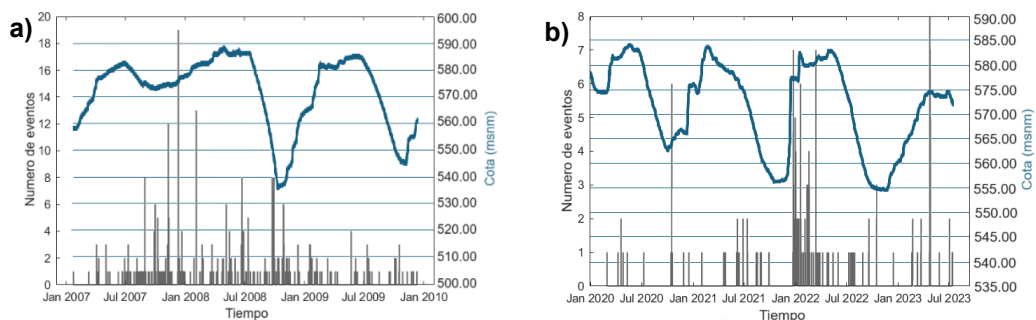 a)
Numero de eventos
20
18
16
14
12
10
8
6
4
2
0
600.00
590.00
580.00
570.00
560.00
550.00
540.00
530.00
520.00
510.00
500.00
Cota (msnm)
Jan 2007
Jul 2007
Jan 2008
Jul 2008
Jan 2009
Jul 2009
Jan 2010
Tiempo
b)
Numero de eventos
8
7
6
5
4
3
2
1
0
590.00
585.00
580.00
575.00
570.00
565.00
560.00
555.00
550.00
545.00
540.00
535.00
Cota (msnm)
Jan 2020
Jul 2020
Jan 2021
Jul 2021
Jan 2022
Jul 2022
Jan 2023
Jul 2023
Tiempo